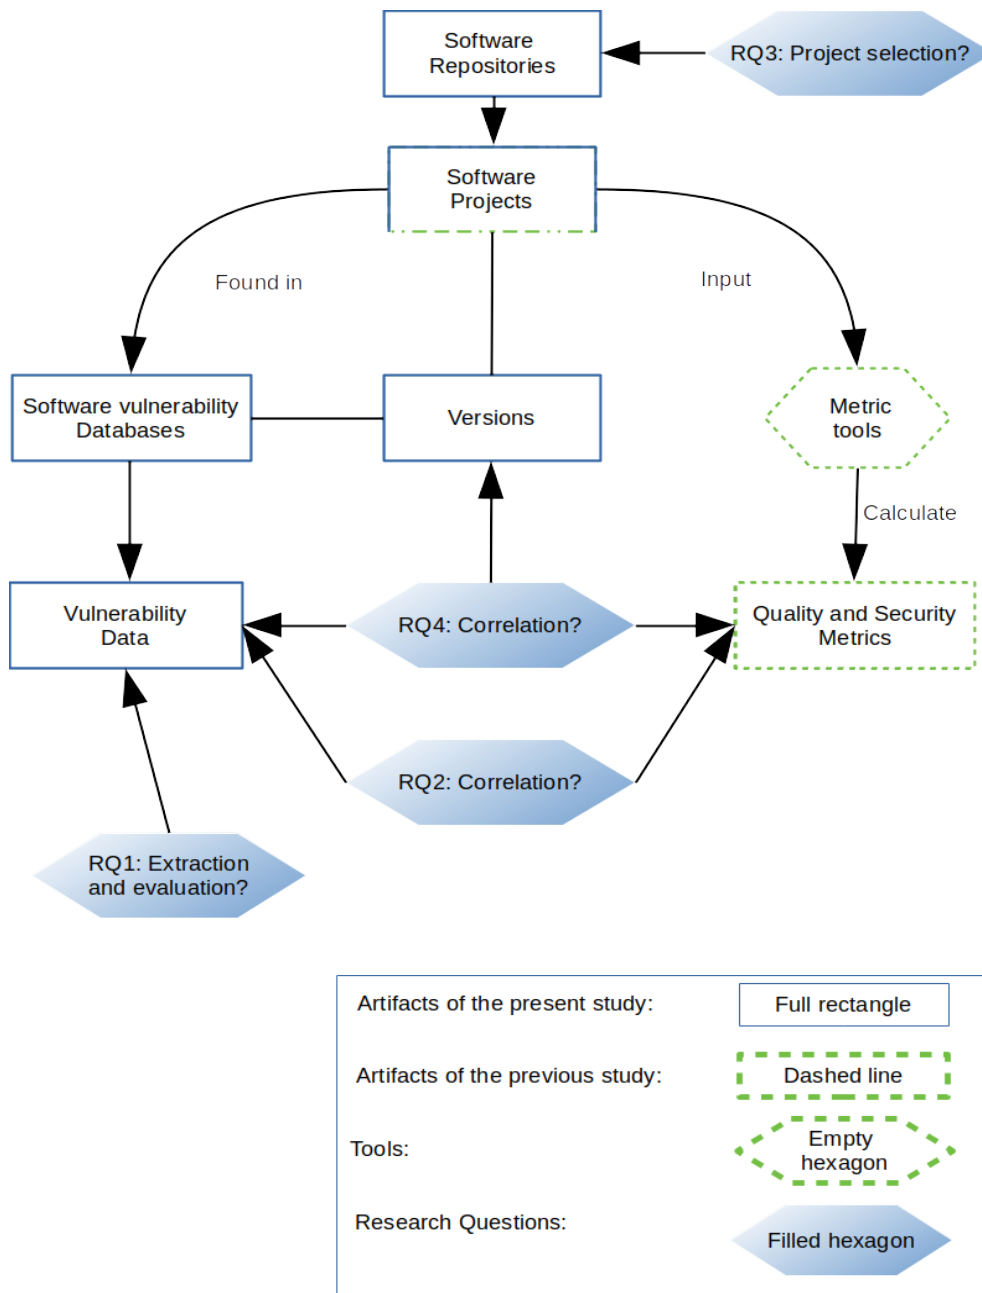 Software
Repositories
RQ3: Project selection?
Software
Projects
Found in
Input
Software vulnerability
Databases
Versions
Metric
tools
Calculate
Vulnerability
Data
RQ4: Correlation?
Quality and Security
Metrics
RQ2: Correlation?
RQ1: Extraction
and evaluation?
Artifacts of the present study:
Full rectangle
Artifacts of the previous study:
Dashed line
Tools:
Empty
hexagon
Research Questions:
Filled hexagon